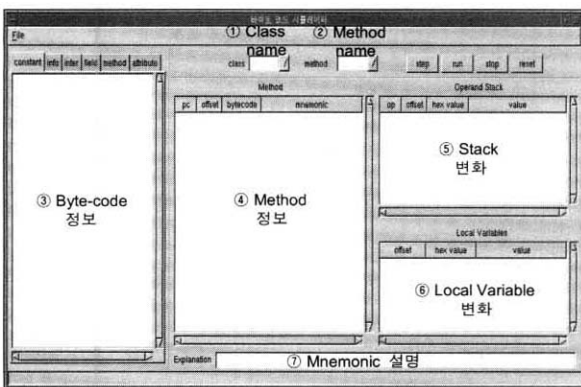 바이트 코드 시뮬레이터
File
① Class name
② Method name
constant info inter field method attribute
class
method
step run stop reset
Method
pc offset bytecode mnemonic
Operand Stack
op offset hex value value
③ Byte-code
정보
④ Method
정보
⑤ Stack
변화
Local Variables
offset hex value value
⑥ Local Variable
변화
Explanation
⑦ Mnemonic 설명